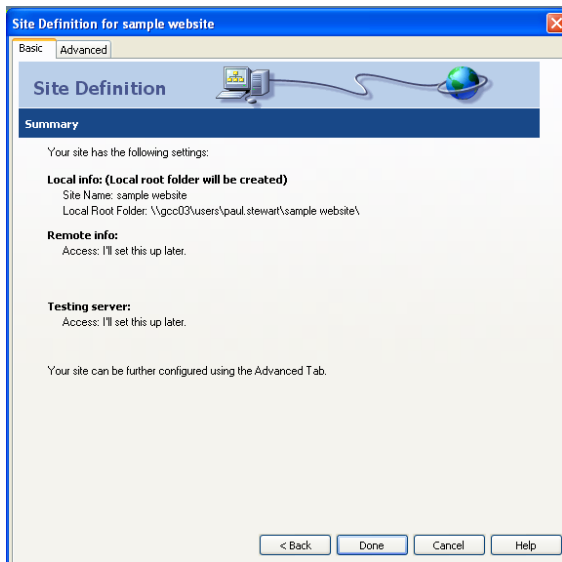 Site Definition for sample website
Basic
Advanced
Site Definition
Summary
Your site has the following settings:
Local info: (Local root folder will be created)
Site Name: sample website
Local Root Folder: \\gcc03\users\paul.stewart\sample website\
Remote info:
Access: I'll set this up later.
Testing server:
Access: I'll set this up later.
Your site can be further configured using the Advanced Tab.
< Back
Done
Cancel
Help